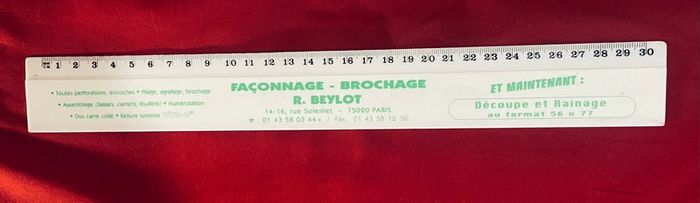 1 2 3 4 5 6 7 8 9 10 11 12 13 14 15 16 17 18 19 20 21 22 23 24 25 26 27 28 29 30
• Toutes perforations, encoches • Pliage, agrafage, brochage
• Assemblage (liasses, carnets, feuillets) • Numérotation
• Dos carré collé • Reliure système
FAÇONNAGE - BROCHAGE
R. BEYLOT
14-16, rue Soleillet - 75020 PARIS
☎ 01 43 58 03 44 + / Fax 01 43 58 12 50
ET MAINTENANT :
Découpe et Rainage
au format 56 x 77